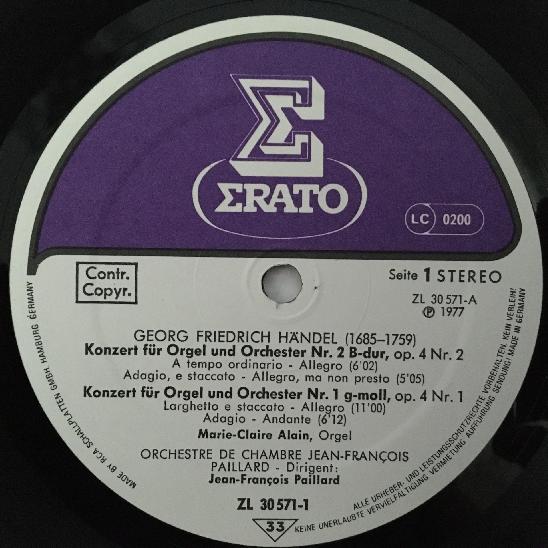 ΣRATO
LC 0200
Contr.
Copyr.
Seite 1 STEREO
ZL 30 571-A
Ⓟ 1977
GEORG FRIEDRICH HÄNDEL (1685–1759)
Konzert für Orgel und Orchester Nr. 2 B-dur, op. 4 Nr. 2
A tempo ordinario - Allegro (6'02)
Adagio, e staccato - Allegro, ma non presto (5'05)
Konzert für Orgel und Orchester Nr. 1 g-moll, op. 4 Nr. 1
Larghetto e staccato - Allegro (11'00)
Adagio - Andante (6'12)
Marie-Claire Alain, Orgel
ORCHESTRE DE CHAMBRE JEAN-FRANÇOIS
PAILLARD - Dirigent:
Jean-François Paillard
ZL 30571-1
33
MADE BY RCA SCHALLPLATTEN GMBH HAMBURG GERMANY
ALLE URHEBER- UND LEISTUNGSSCHUTZRECHTE VORBEHALTEN. KEIN VERLEIH!
KEINE UNERLAUBTE VERVIELFÄLTIGUNG VERMIETUNG AUFFÜHRUNG SENDUNG! MADE IN GERMANY